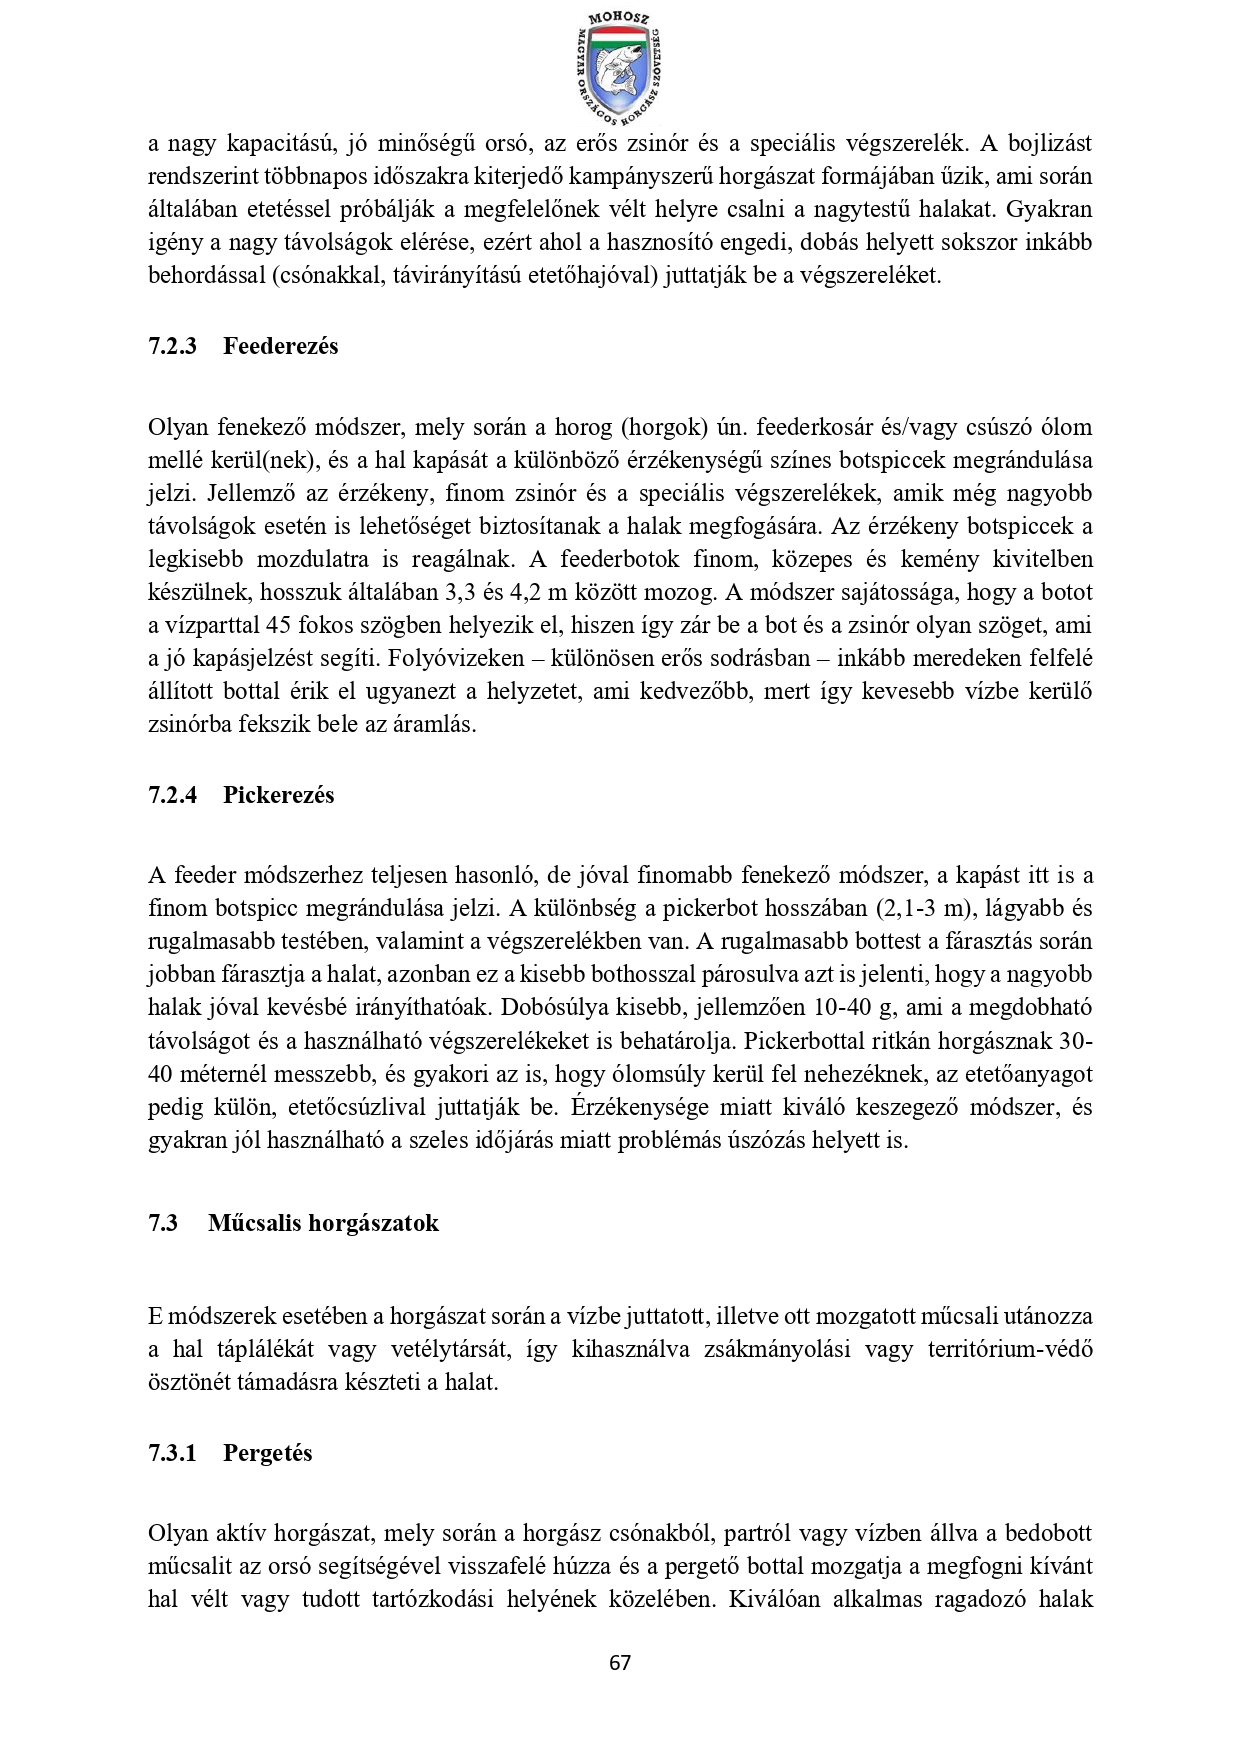 MOHOSZ
MAGYAR ORSZÁGOS HORGÁSZ SZÖVETSÉG
a nagy kapacitású, jó minőségű orsó, az erős zsinór és a speciális végszerelék. A bojlizást
rendszerint többnapos időszakra kiterjedő kampányszerű horgászat formájában űzik, ami során
általában etetéssel próbálják a megfelelőnek vélt helyre csalni a nagytestű halakat. Gyakran
igény a nagy távolságok elérése, ezért ahol a hasznosító engedi, dobás helyett sokszor inkább
behordással (csónakkal, távirányítású etetőhajóval) juttatják be a végszereléket.
7.2.3 Feederezés
Olyan fenekező módszer, mely során a horog (horgok) ún. feederkosár és/vagy csúszó ólom
mellé kerül(nek), és a hal kapását a különböző érzékenységű színes botspiccek megrándulása
jelzi. Jellemző az érzékeny, finom zsinór és a speciális végszerelékek, amik még nagyobb
távolságok esetén is lehetőséget biztosítanak a halak megfogására. Az érzékeny botspiccek a
legkisebb mozdulatra is reagálnak. A feederbotok finom, közepes és kemény kivitelben
készülnek, hosszuk általában 3,3 és 4,2 m között mozog. A módszer sajátossága, hogy a botot
a vízparttal 45 fokos szögben helyezik el, hiszen így zár be a bot és a zsinór olyan szöget, ami
a jó kapásjelzést segíti. Folyóvizeken – különösen erős sodrásban – inkább meredeken felfelé
állított bottal érik el ugyanezt a helyzetet, ami kedvezőbb, mert így kevesebb vízbe kerülő
zsinórba fekszik bele az áramlás.
7.2.4 Pickerezés
A feeder módszerhez teljesen hasonló, de jóval finomabb fenekező módszer, a kapást itt is a
finom botspicc megrándulása jelzi. A különbség a pickerbot hosszában (2,1-3 m), lágyabb és
rugalmasabb testében, valamint a végszerelékben van. A rugalmasabb bottest a fárasztás során
jobban fárasztja a halat, azonban ez a kisebb bothosszal párosulva azt is jelenti, hogy a nagyobb
halak jóval kevésbé irányíthatóak. Dobósúlya kisebb, jellemzően 10-40 g, ami a megdobható
távolságot és a használható végszerelékeket is behatárolja. Pickerbottal ritkán horgásznak 30-
40 méternél messzebb, és gyakori az is, hogy ólomsúly kerül fel nehezéknek, az etetőanyagot
pedig külön, etetőcsúzlival juttatják be. Érzékenysége miatt kiváló keszegező módszer, és
gyakran jól használható a szeles időjárás miatt problémás úszózás helyett is.
7.3 Műcsalis horgászatok
E módszerek esetében a horgászat során a vízbe juttatott, illetve ott mozgatott műcsali utánozza
a hal táplálékát vagy vetélytársát, így kihasználva zsákmányolási vagy territórium-védő
ösztönét támadásra készteti a halat.
7.3.1 Pergetés
Olyan aktív horgászat, mely során a horgász csónakból, partról vagy vízben állva a bedobott
műcsalit az orsó segítségével visszafelé húzza és a pergető bottal mozgatja a megfogni kívánt
hal vélt vagy tudott tartózkodási helyének közelében. Kiválóan alkalmas ragadozó halak
67